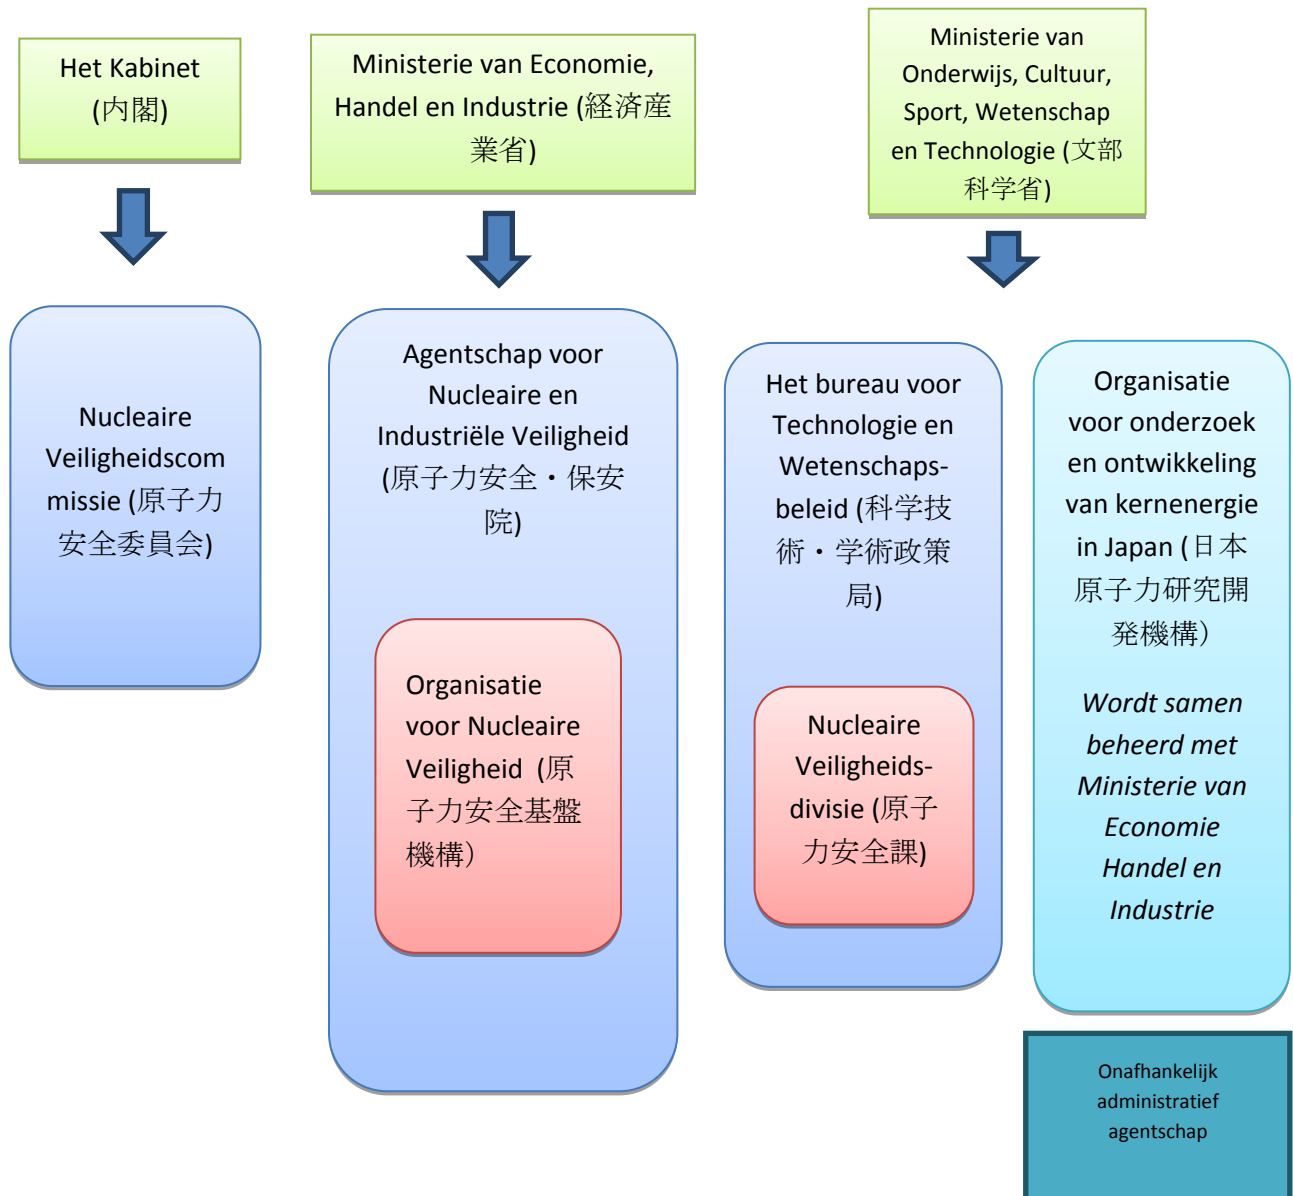 Het Kabinet
(内閣)
Ministerie van Economie,
Handel en Industrie (経済産
業省)
Ministerie van
Onderwijs, Cultuur,
Sport, Wetenschap
en Technologie (文部
科学省)
Nucleaire
Veiligheidscom
missie (原子力
安全委員会)
Agentschap voor
Nucleaire en
Industriële Veiligheid
(原子力安全・保安
院)
Organisatie
voor Nucleaire
Veiligheid (原
子力安全基盤
機構）
Het bureau voor
Technologie en
Wetenschaps-
beleid (科学技
術・学術政策
局)
Nucleaire
Veiligheids-
divisie (原子
力安全課)
Organisatie
voor onderzoek
en ontwikkeling
van kernenergie
in Japan (日本
原子力研究開
発機構）
Wordt samen
beheerd met
Ministerie van
Economie
Handel en
Industrie
Onafhankelijk
administratief
agentschap